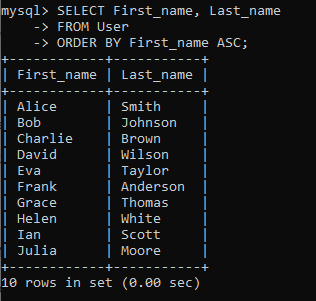 mysql> SELECT First_name, Last_name
    -> FROM User
    -> ORDER BY First_name ASC;
+------------+-----------+
| First_name | Last_name |
+------------+-----------+
| Alice      | Smith     |
| Bob        | Johnson   |
| Charlie    | Brown     |
| David      | Wilson    |
| Eva        | Taylor    |
| Frank      | Anderson  |
| Grace      | Thomas    |
| Helen      | White     |
| Ian        | Scott     |
| Julia      | Moore     |
+------------+-----------+
10 rows in set (0.00 sec)